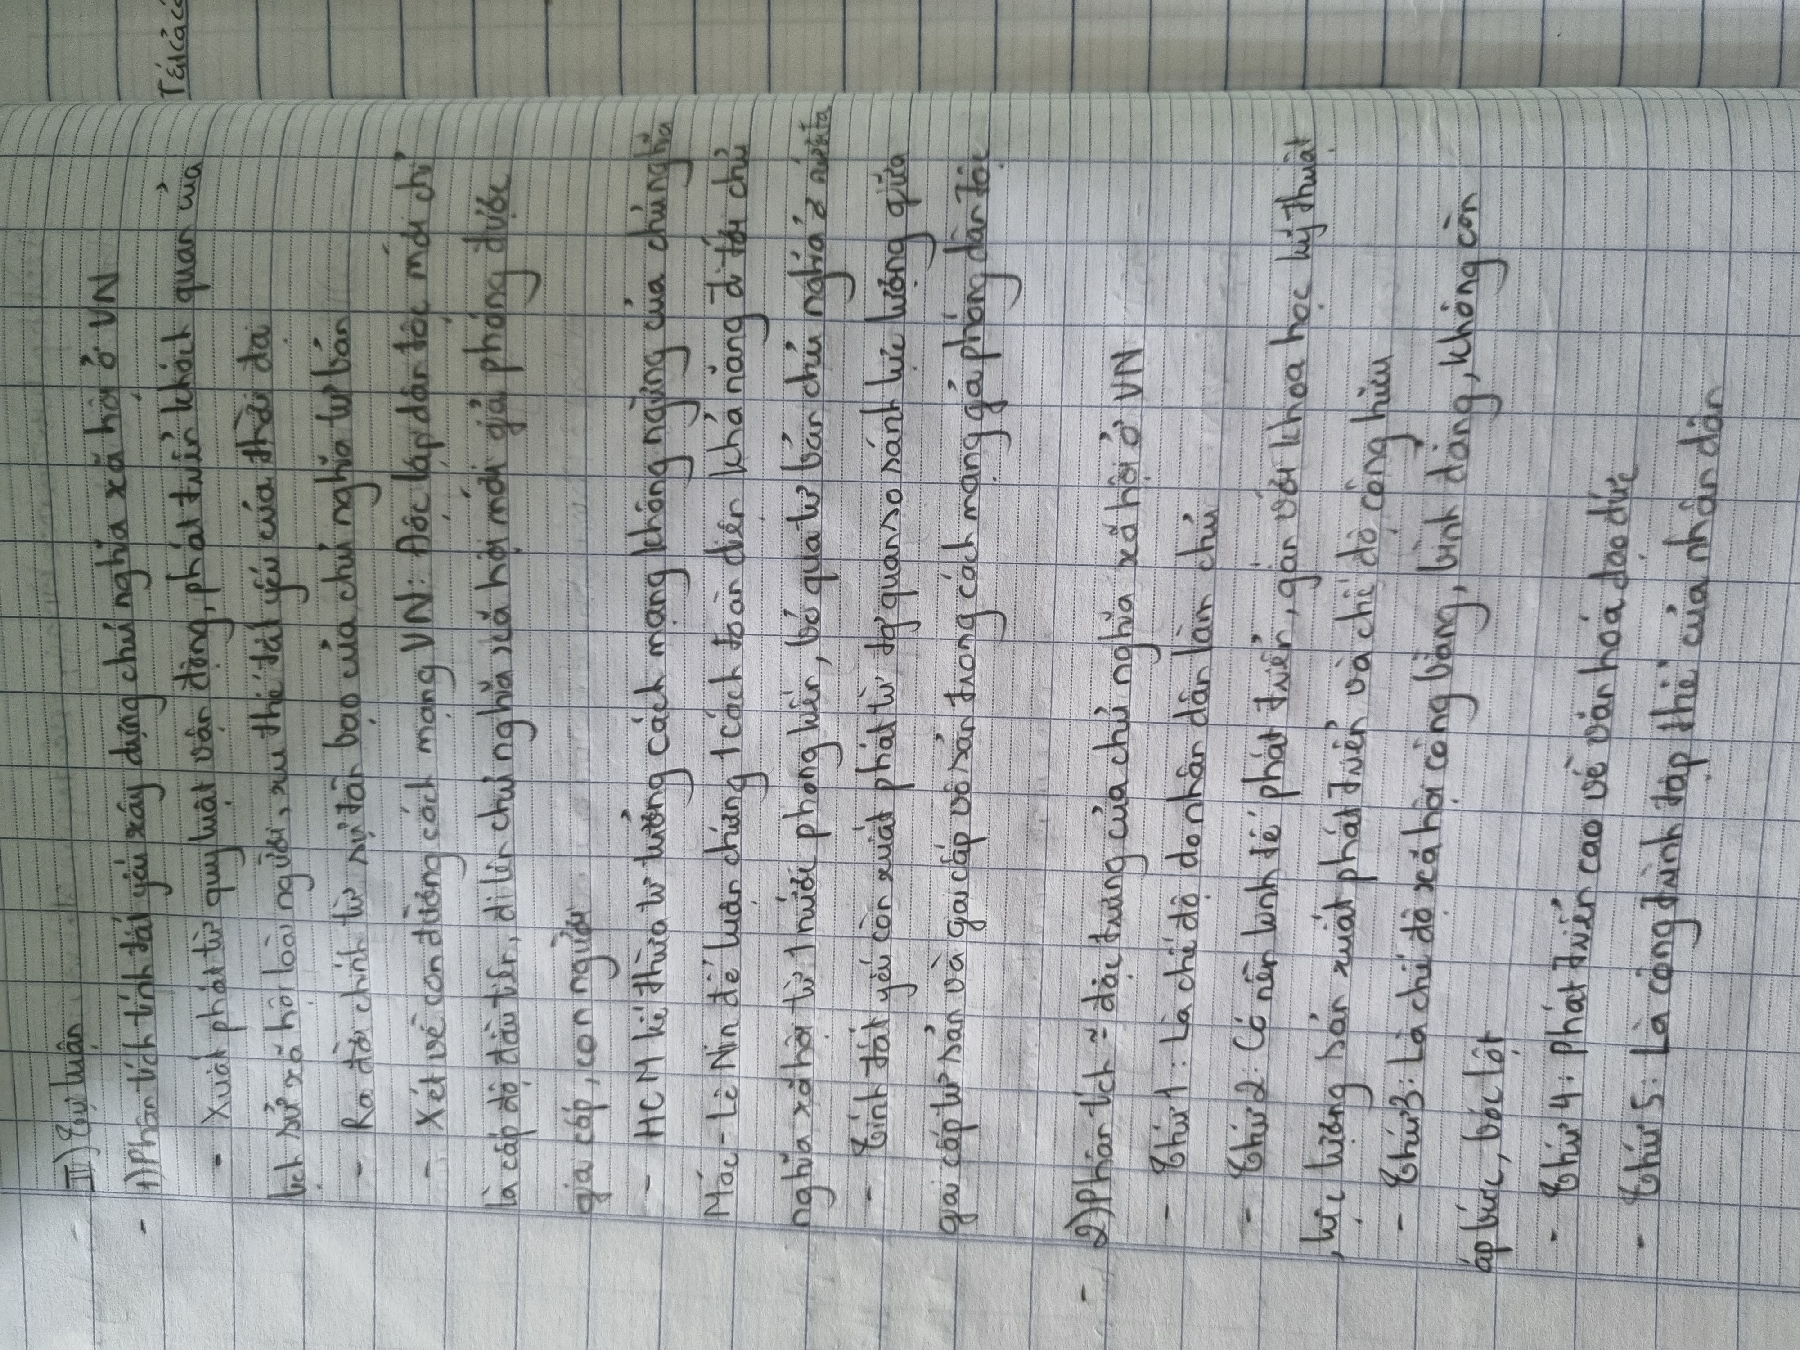 II) Tự luận
- 1) Phân tích tính tất yếu xây dựng chủ nghĩa xã hội ở VN
- Xuất phát từ quy luật vận động, phát triển khách quan của
lịch sử xã hội loài người, xu thế tất yếu của thời đại
- Ra đời chính từ sự tàn bạo của chủ nghĩa tư bản
- Xét về con đường cách mạng VN: Độc lập dân tộc mới chỉ
là cấp độ đầu tiên, đi lên chủ nghĩa xã hội mới giải phóng được
giai cấp, con người
- HCM kế thừa tư tưởng cách mạng không ngừng của chủ nghĩa
Mác - Lê Nin để luận chứng 1 cách toàn diện khả năng đi tới chủ
nghĩa xã hội từ 1 nước phong kiến, bỏ qua tư bản chủ nghĩa ở nước ta
- Tính tất yếu còn xuất phát từ tg quan so sánh lực lượng giữa
giai cấp tư sản và giai cấp vô sản trong cách mạng giải phóng dân tộc
- 2) Phân tích ~ đặc trưng của chủ nghĩa xã hội ở VN
- Thứ 1: Là chế độ do nhân dân làm chủ
- Thứ 2: Có nền kinh tế phát triển, gắn với khoa học kỹ thuật
, lực lượng sản xuất phát triển và chế độ công hữu
- Thứ 3: Là chế độ xã hội công bằng, bình đẳng, không còn
áp bức, bóc lột
- Thứ 4: Phát triển cao về văn hoá đạo đức
- Thứ 5: Là công trình tập thể của nhân dân